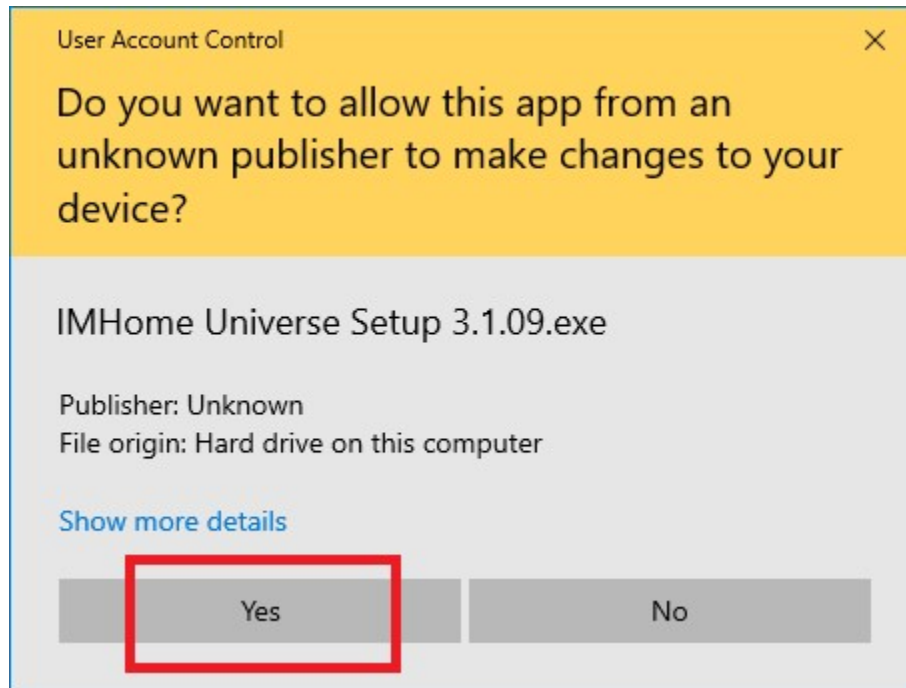 User Account Control
Do you want to allow this app from an
unknown publisher to make changes to your
device?
IMHome Universe Setup 3.1.09.exe
Publisher: Unknown
File origin: Hard drive on this computer
Show more details
Yes
No